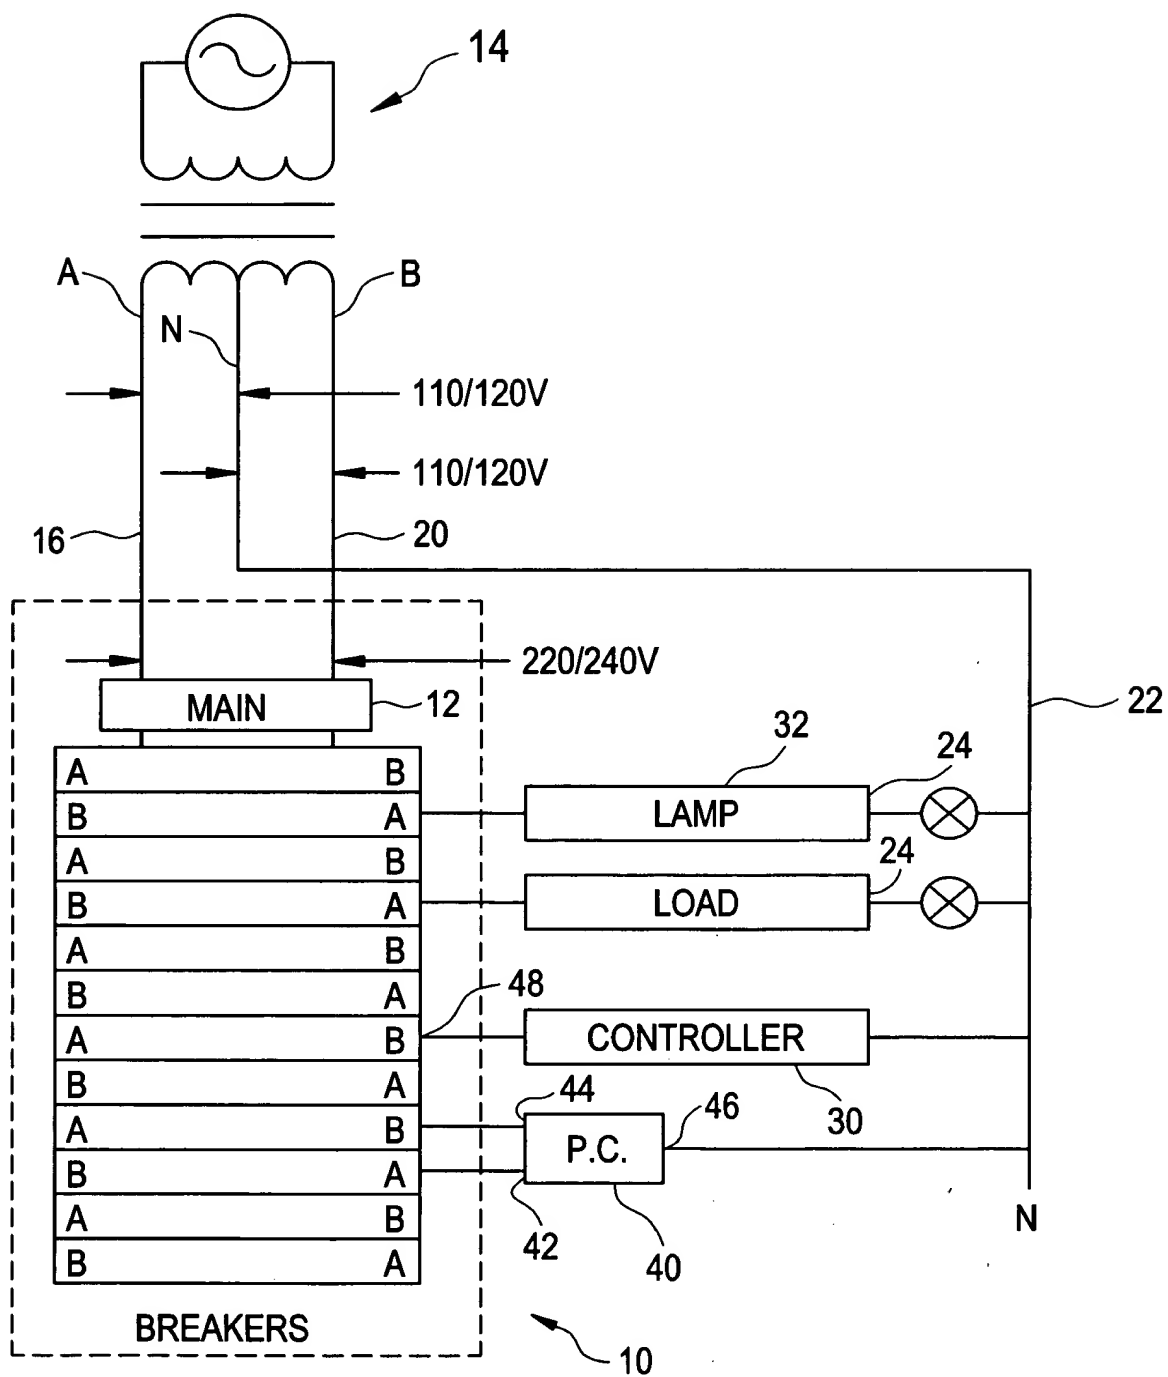 14
A B
N
110/120V
110/120V
16 20
220/240V
MAIN 12
22
32 24
A B
B A LAMP
A B 24
B A LOAD
A B
B A 48
A B CONTROLLER
B A 44 46 30
A B
B A P.C.
A B 42 40 N
B A
BREAKERS
10